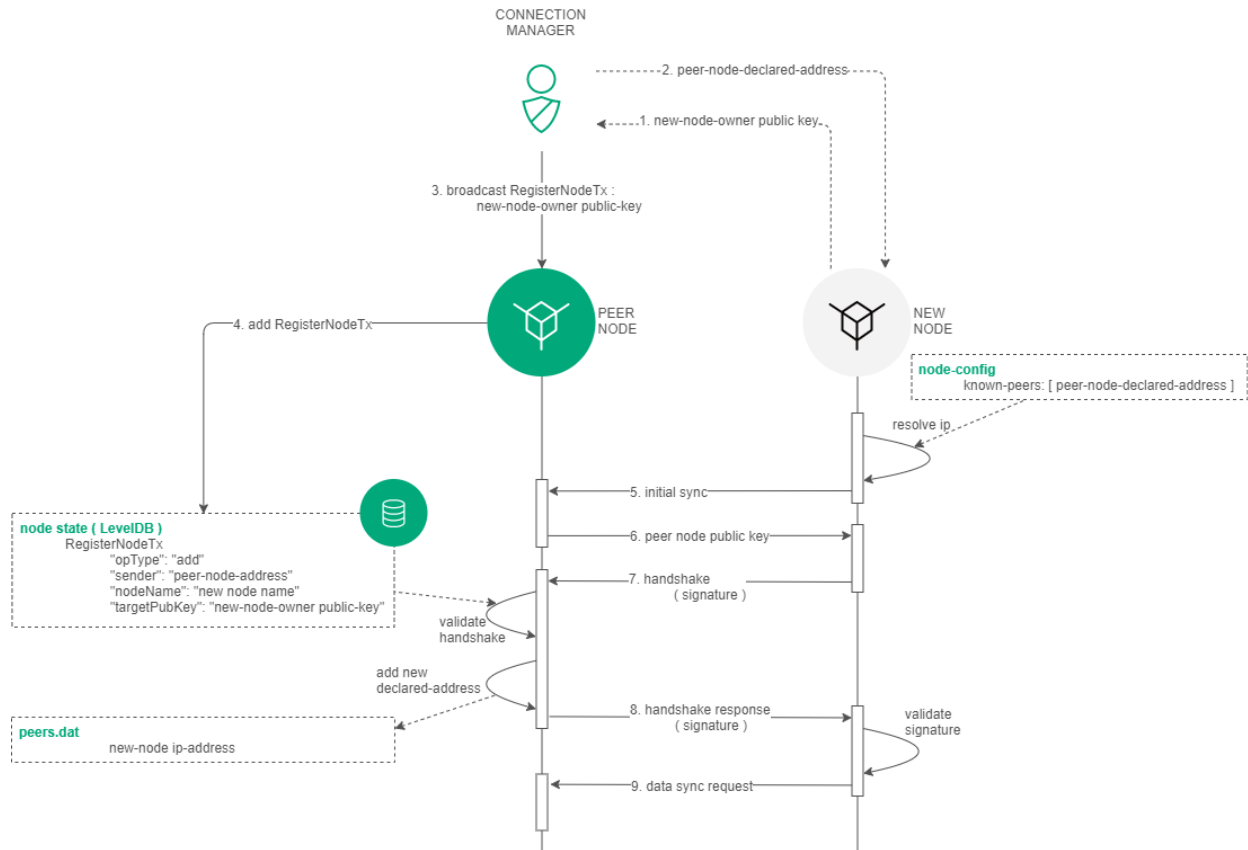 CONNECTION
MANAGER
2. peer-node-declared-address
1. new-node-owner public key
3. broadcast RegisterNodeTx :
new-node-owner public-key
PEER
NODE
NEW
NODE
4. add RegisterNodeTx
node-config
known-peers: [ peer-node-declared-address ]
resolve ip
5. initial sync
node state ( LevelDB )
RegisterNodeTx
"opType": "add"
"sender": "peer-node-address"
"nodeName": "new node name"
"targetPubKey": "new-node-owner public-key"
6. peer node public key
7. handshake
( signature )
validate
handshake
add new
declared-address
8. handshake response
( signature )
validate
signature
peers.dat
new-node ip-address
9. data sync request